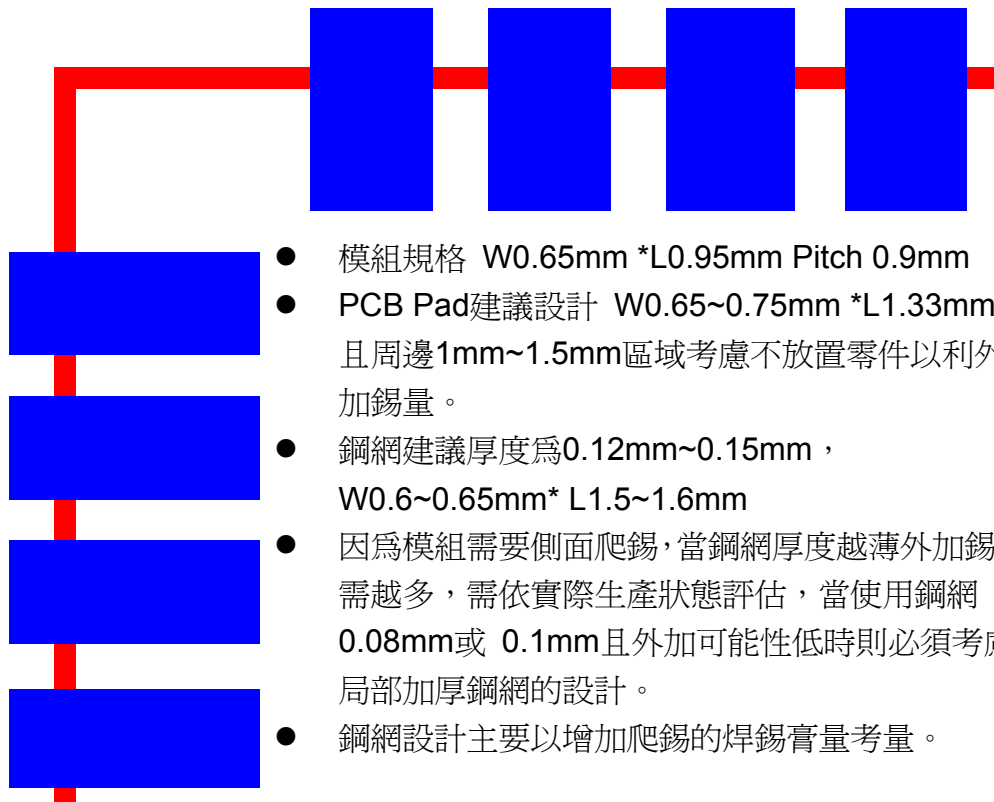 ● 模組規格 W0.65mm *L0.95mm Pitch 0.9mm
● PCB Pad建議設計 W0.65~0.75mm *L1.33mm
且周邊1mm~1.5mm區域考慮不放置零件以利外
加錫量。
● 鋼網建議厚度爲0.12mm~0.15mm，
W0.6~0.65mm* L1.5~1.6mm
● 因爲模組需要側面爬錫，當鋼網厚度越薄外加錫
需越多，需依實際生產狀態評估，當使用鋼網
0.08mm或 0.1mm且外加可能性低時則必須考慮
局部加厚鋼網的設計。
● 鋼網設計主要以增加爬錫的焊錫膏量考量。